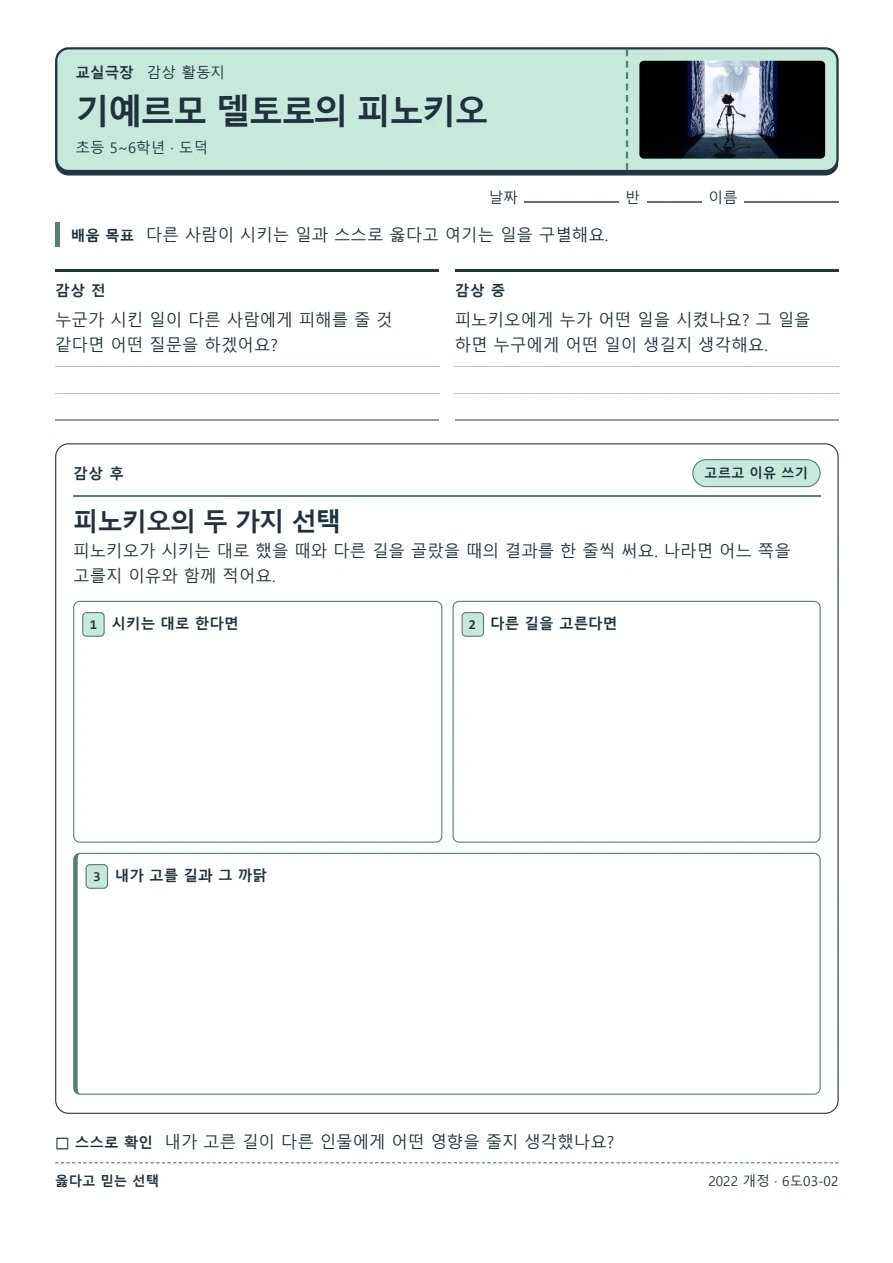 교실극장 감상 활동지
기예르모 델토로의 피노키오
초등 5~6학년 · 도덕
날짜 반 이름
배움 목표 다른 사람이 시키는 일과 스스로 옳다고 여기는 일을 구별해요.
감상 전
누군가 시킨 일이 다른 사람에게 피해를 줄 것
같다면 어떤 질문을 하겠어요?
감상 중
피노키오에게 누가 어떤 일을 시켰나요? 그 일을
하면 누구에게 어떤 일이 생길지 생각해요.
감상 후
고르고 이유 쓰기
피노키오의 두 가지 선택
피노키오가 시키는 대로 했을 때와 다른 길을 골랐을 때의 결과를 한 줄씩 써요. 나라면 어느 쪽을
고를지 이유와 함께 적어요.
1 시키는 대로 한다면
2 다른 길을 고른다면
3 내가 고를 길과 그 까닭
□ 스스로 확인 내가 고른 길이 다른 인물에게 어떤 영향을 줄지 생각했나요?
옳다고 믿는 선택
2022 개정 · 6도03-02